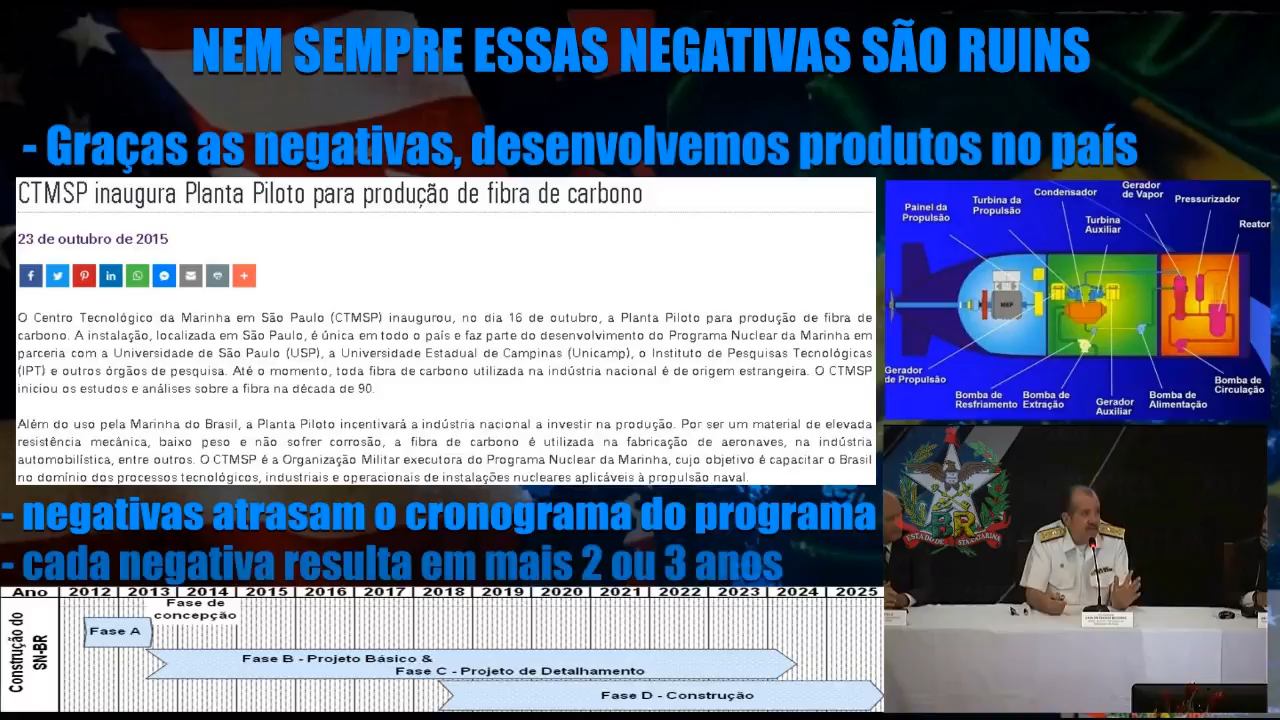 NEM SEMPRE ESSAS NEGATIVAS SÃO RUINS
- Graças as negativas, desenvolvemos produtos no país
CTMSP inaugura Planta Piloto para produção de fibra de carbono
23 de outubro de 2015
O Centro Tecnológico da Marinha em São Paulo (CTMSP) inaugurou, no dia 16 de outubro, a Planta Piloto para produção de fibra de
carbono. A instalação, localizada em São Paulo, é única em todo o país e faz parte do desenvolvimento do Programa Nuclear da Marinha em
parceria com a Universidade de São Paulo (USP), a Universidade Estadual de Campinas (Unicamp), o Instituto de Pesquisas Tecnológicas
(IPT) e outros órgãos de pesquisa. Até o momento, toda fibra de carbono utilizada na indústria nacional é de origem estrangeira. O CTMSP
iniciou os estudos e análises sobre a fibra na década de 90.
Além do uso pela Marinha do Brasil, a Planta Piloto incentivará a indústria nacional a investir na produção. Por ser um material de elevada
resistência mecânica, baixo peso e não sofrer corrosão, a fibra de carbono é utilizada na fabricação de aeronaves, na indústria
automobilística, entre outros. O CTMSP é a Organização Militar executora do Programa Nuclear da Marinha, cujo objetivo é capacitar o Brasil
no domínio dos processos tecnológicos, industriais e operacionais de instalações nucleares aplicáveis à propulsão naval.
Painel da
Propulsão
Turbina da
Propulsão
Condensador
Turbina
Auxiliar
Gerador
de Vapor
Pressurizador
Reator
MEP
Gerador
de Propulsão
Bomba de
Resfriamento
Bomba de
Extração
Gerador
Auxiliar
Bomba de
Alimentação
Bomba de
Circulação
BR
ESTADO DE STA CATARINA
- negativas atrasam o cronograma do programa
- cada negativa resulta em mais 2 ou 3 anos
Ano 2012 2013 2014 2015 2016 2017 2018 2019 2020 2021 2022 2023 2024 2025
Construção do
SN-BR
Fase de
concepção
Fase A
Fase B - Projeto Básico &
Fase C - Projeto de Detalhamento
Fase D - Construção